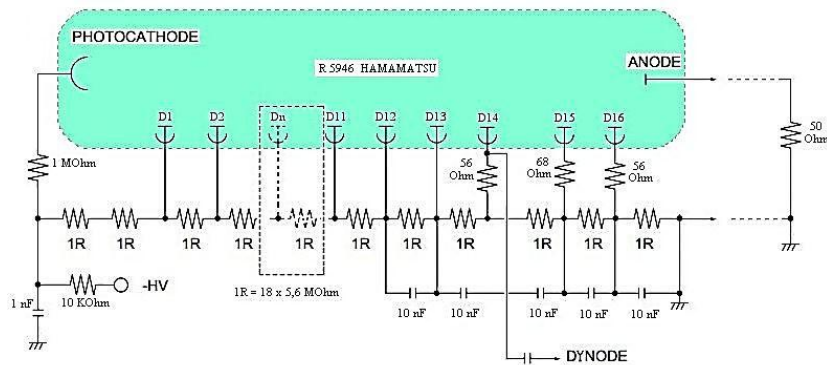 PHOTOCATHODE
R 5946 HAMAMATSU
ANODE
D1 D2 Dn D11 D12 D13 D14 D15 D16
1 MOhm
56 Ohm
68 Ohm
56 Ohm
50 Ohm
1R 1R 1R 1R 1R 1R 1R 1R 1R 1R 1R
1 nF
10 KOhm
-HV
1R = 18 x 5,6 MOhm
10 nF 10 nF 10 nF 10 nF 10 nF
DYNODE